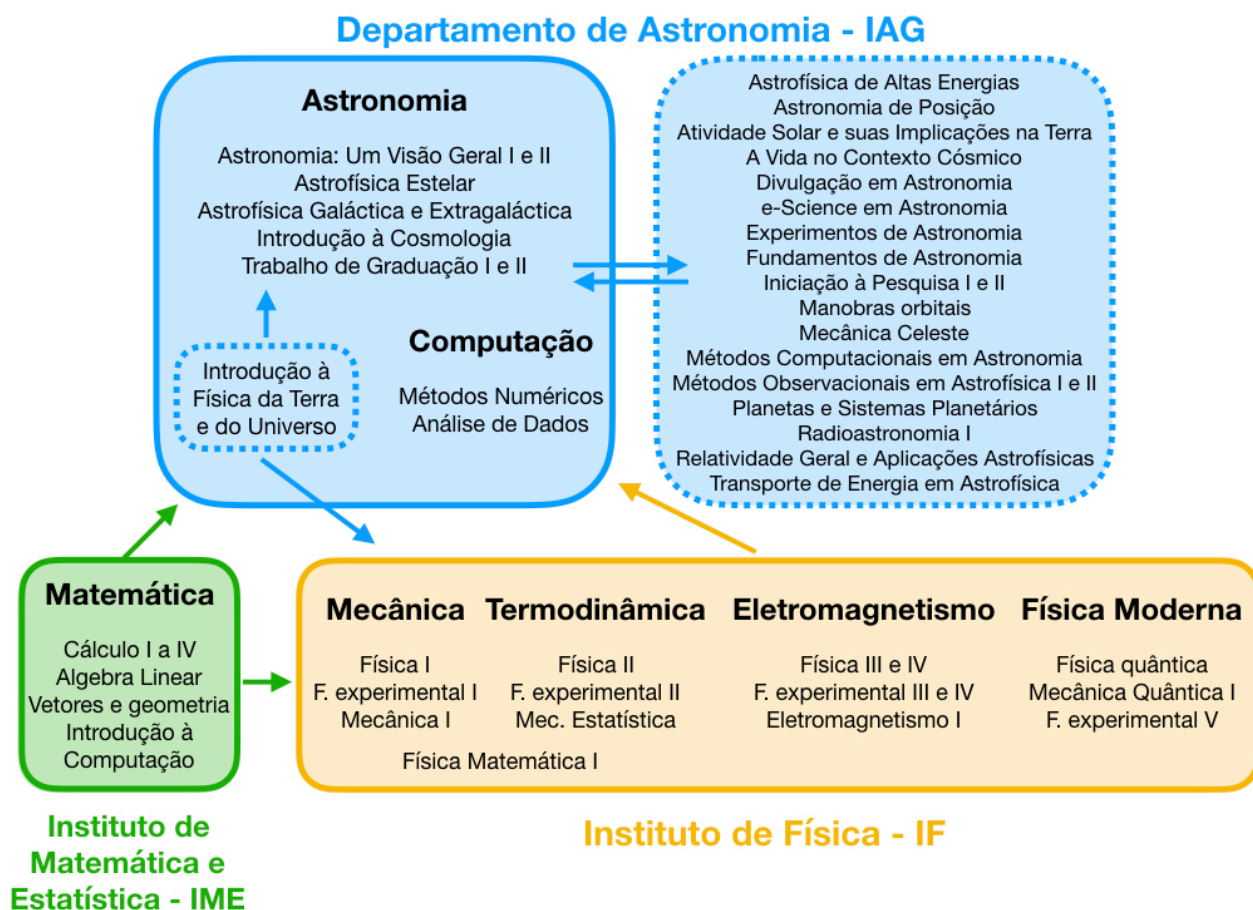 Departamento de Astronomia - IAG
Astronomia
Astronomia: Um Visão Geral I e II
Astrofísica Estelar
Astrofísica Galáctica e Extragaláctica
Introdução à Cosmologia
Trabalho de Graduação I e II
Introdução à
Física da Terra
e do Universo
Computação
Métodos Numéricos
Análise de Dados
Astrofísica de Altas Energias
Astronomia de Posição
Atividade Solar e suas Implicações na Terra
A Vida no Contexto Cósmico
Divulgação em Astronomia
e-Science em Astronomia
Experimentos de Astronomia
Fundamentos de Astronomia
Iniciação à Pesquisa I e II
Manobras orbitais
Mecânica Celeste
Métodos Computacionais em Astronomia
Métodos Observacionais em Astrofísica I e II
Planetas e Sistemas Planetários
Radioastronomia I
Relatividade Geral e Aplicações Astrofísicas
Transporte de Energia em Astrofísica
Matemática
Cálculo I a IV
Algebra Linear
Vetores e geometria
Introdução à
Computação
Instituto de
Matemática e
Estatística - IME
Mecânica
Física I
F. experimental I
Mecânica I
Termodinâmica
Física II
F. experimental II
Mec. Estatística
Física Matemática I
Eletromagnetismo
Física III e IV
F. experimental III e IV
Eletromagnetismo I
Física Moderna
Física quântica
Mecânica Quântica I
F. experimental V
Instituto de Física - IF